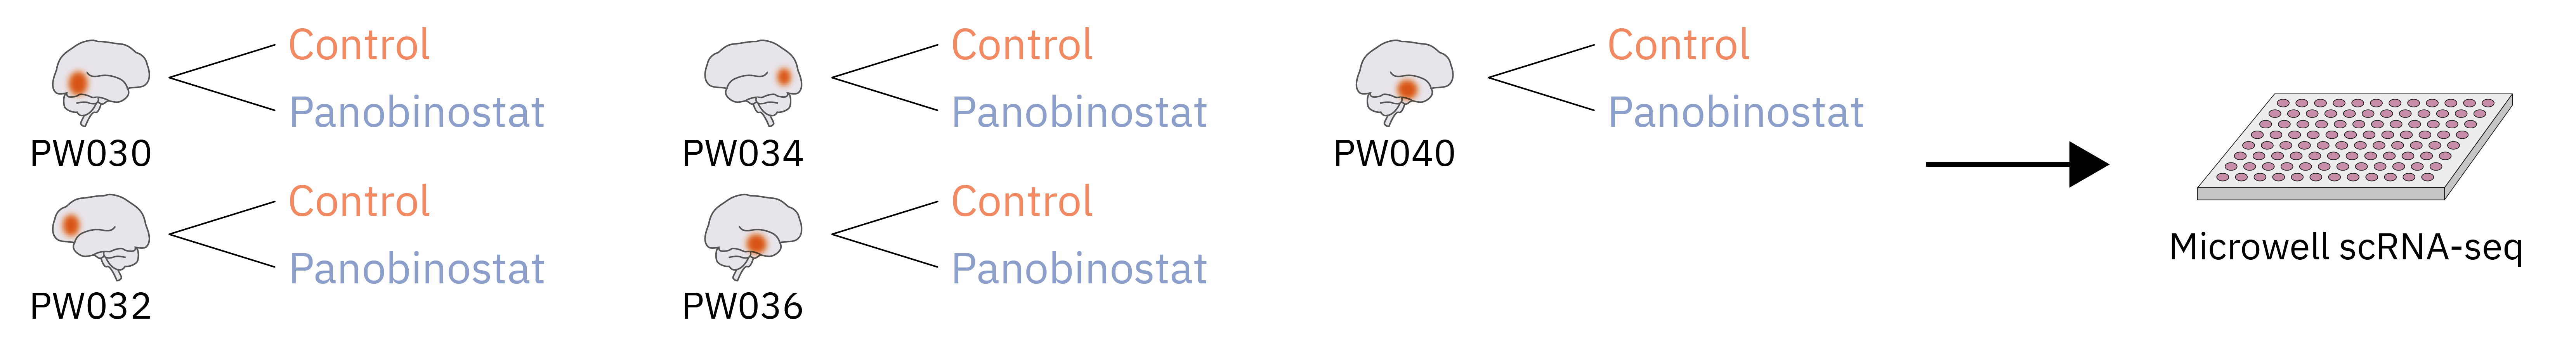 Control
Panobinostat
PW030
Control
Panobinostat
PW032
Control
Panobinostat
PW034
Control
Panobinostat
PW036
Control
Panobinostat
PW040
Microwell scRNA-seq